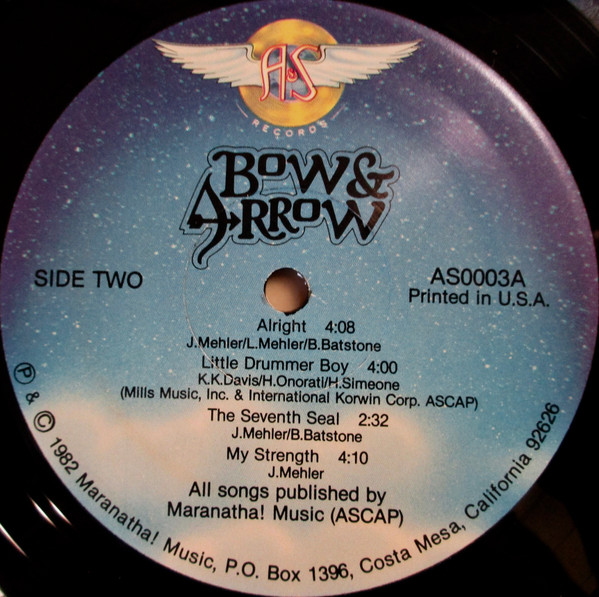 A&S
RECORDS
BOW &
ARROW
SIDE TWO
AS0003A
Printed in U.S.A.
Alright 4:08
J.Mehler/L.Mehler/B.Batstone
Little Drummer Boy 4:00
K.K.Davis/H.Onorati/H.Simeone
(Mills Music, Inc. & International Korwin Corp. ASCAP)
The Seventh Seal 2:32
J.Mehler/B.Batstone
My Strength 4:10
J.Mehler
All songs published by
Maranatha! Music (ASCAP)
Ⓟ & © 1982 Maranatha! Music, P.O. Box 1396, Costa Mesa, California 92626